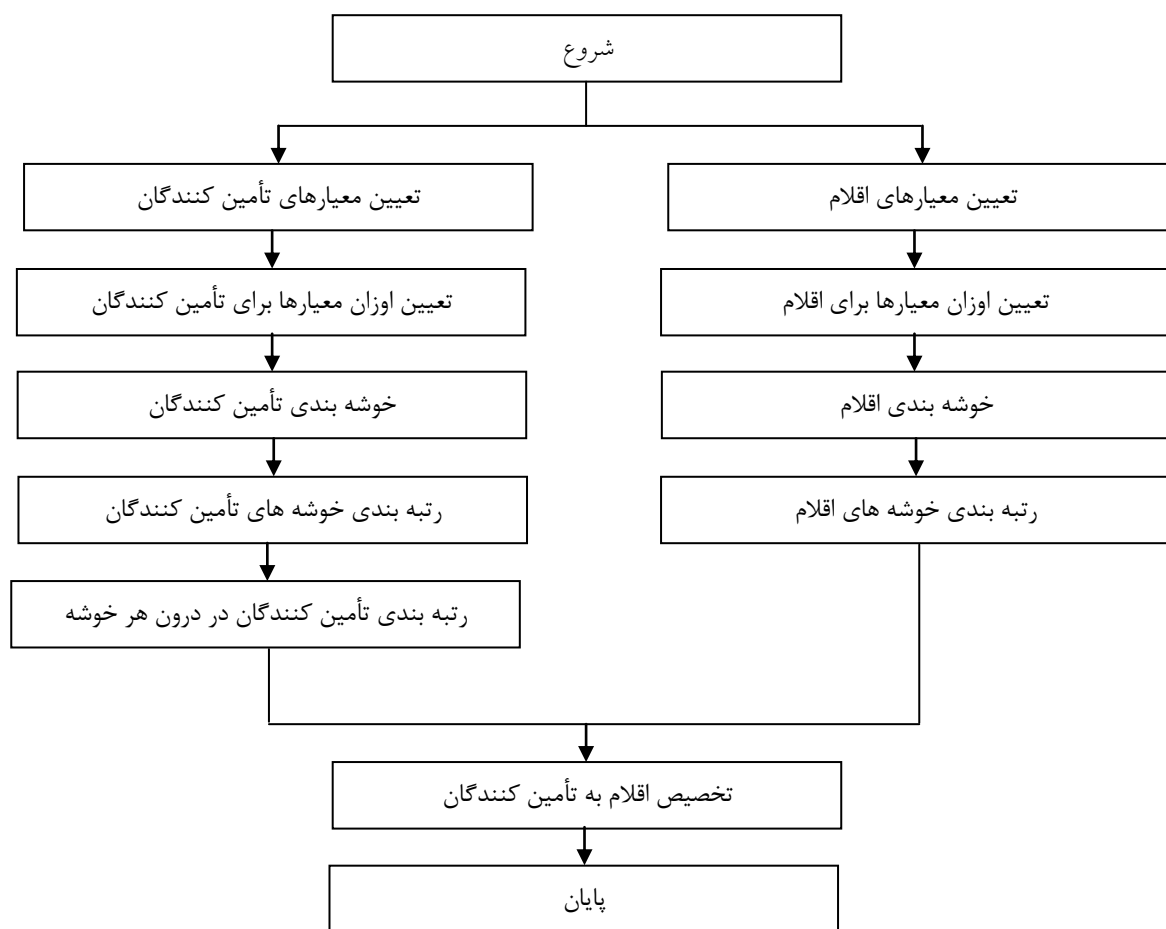 شروع
تعیین معیارهای اقلام
تعیین معیارهای تأمین کنندگان
تعیین اوزان معیارها برای اقلام
تعیین اوزان معیارها برای تأمین کنندگان
خوشه بندی اقلام
خوشه بندی تأمین کنندگان
رتبه بندی خوشه های اقلام
رتبه بندی خوشه های تأمین کنندگان
رتبه بندی تأمین کنندگان در درون هر خوشه
تخصیص اقلام به تأمین کنندگان
پایان